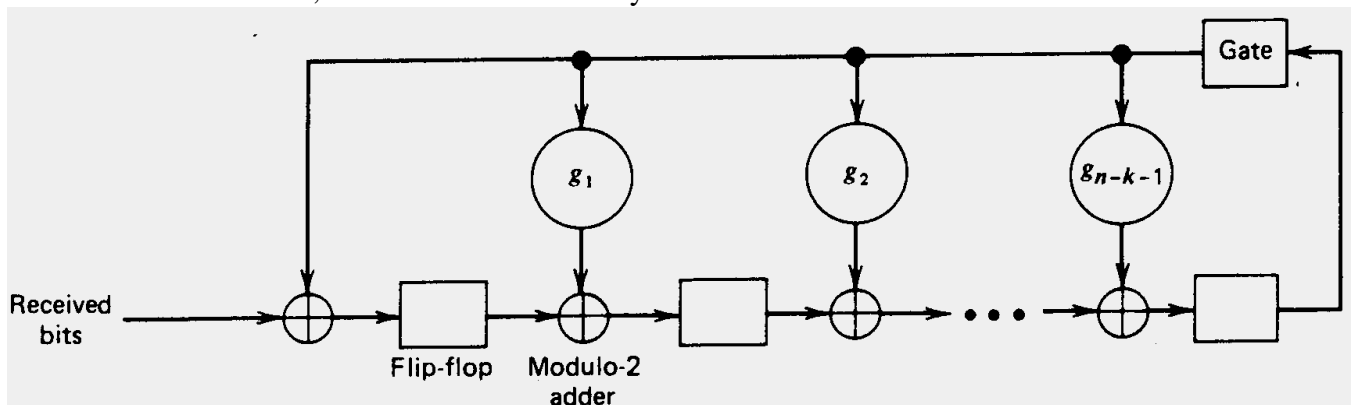 Gate
g₁
g₂
gₙ₋ₖ₋₁
Received
bits
Flip-flop
Modulo-2
adder